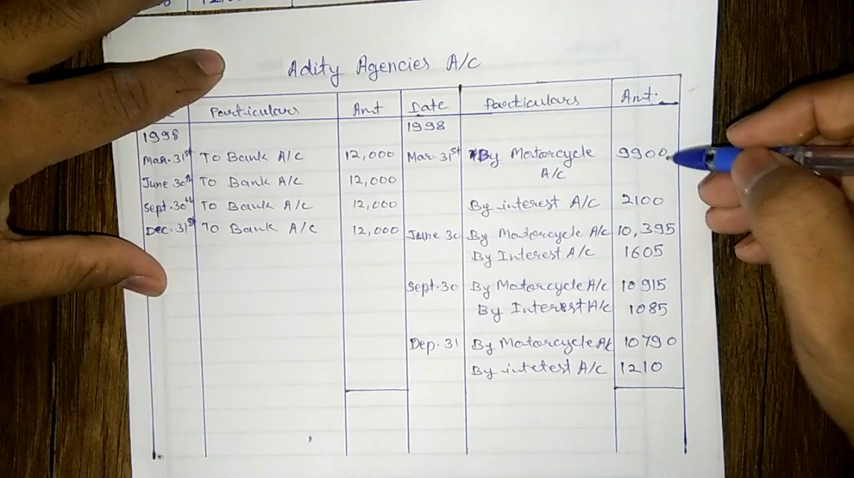 Adity Agencies A/C
Particulars Amt Date Particulars Amt.
1998 1998
Mar. 31st To Bank A/C 12,000 Mar. 31st By Motorcycle 9900
A/C
June 30th To Bank A/C 12,000
Sept. 30th To Bank A/C 12,000 By interest A/C 2100
Dec. 31st To Bank A/C 12,000 June 30 By Motorcycle A/C 10,395
By Interest A/C 1605
Sept. 30 By Motorcycle A/C 10915
By Interest A/C 1085
Dep. 31 By Motorcycle A/C 10790
By intetest A/C 1210